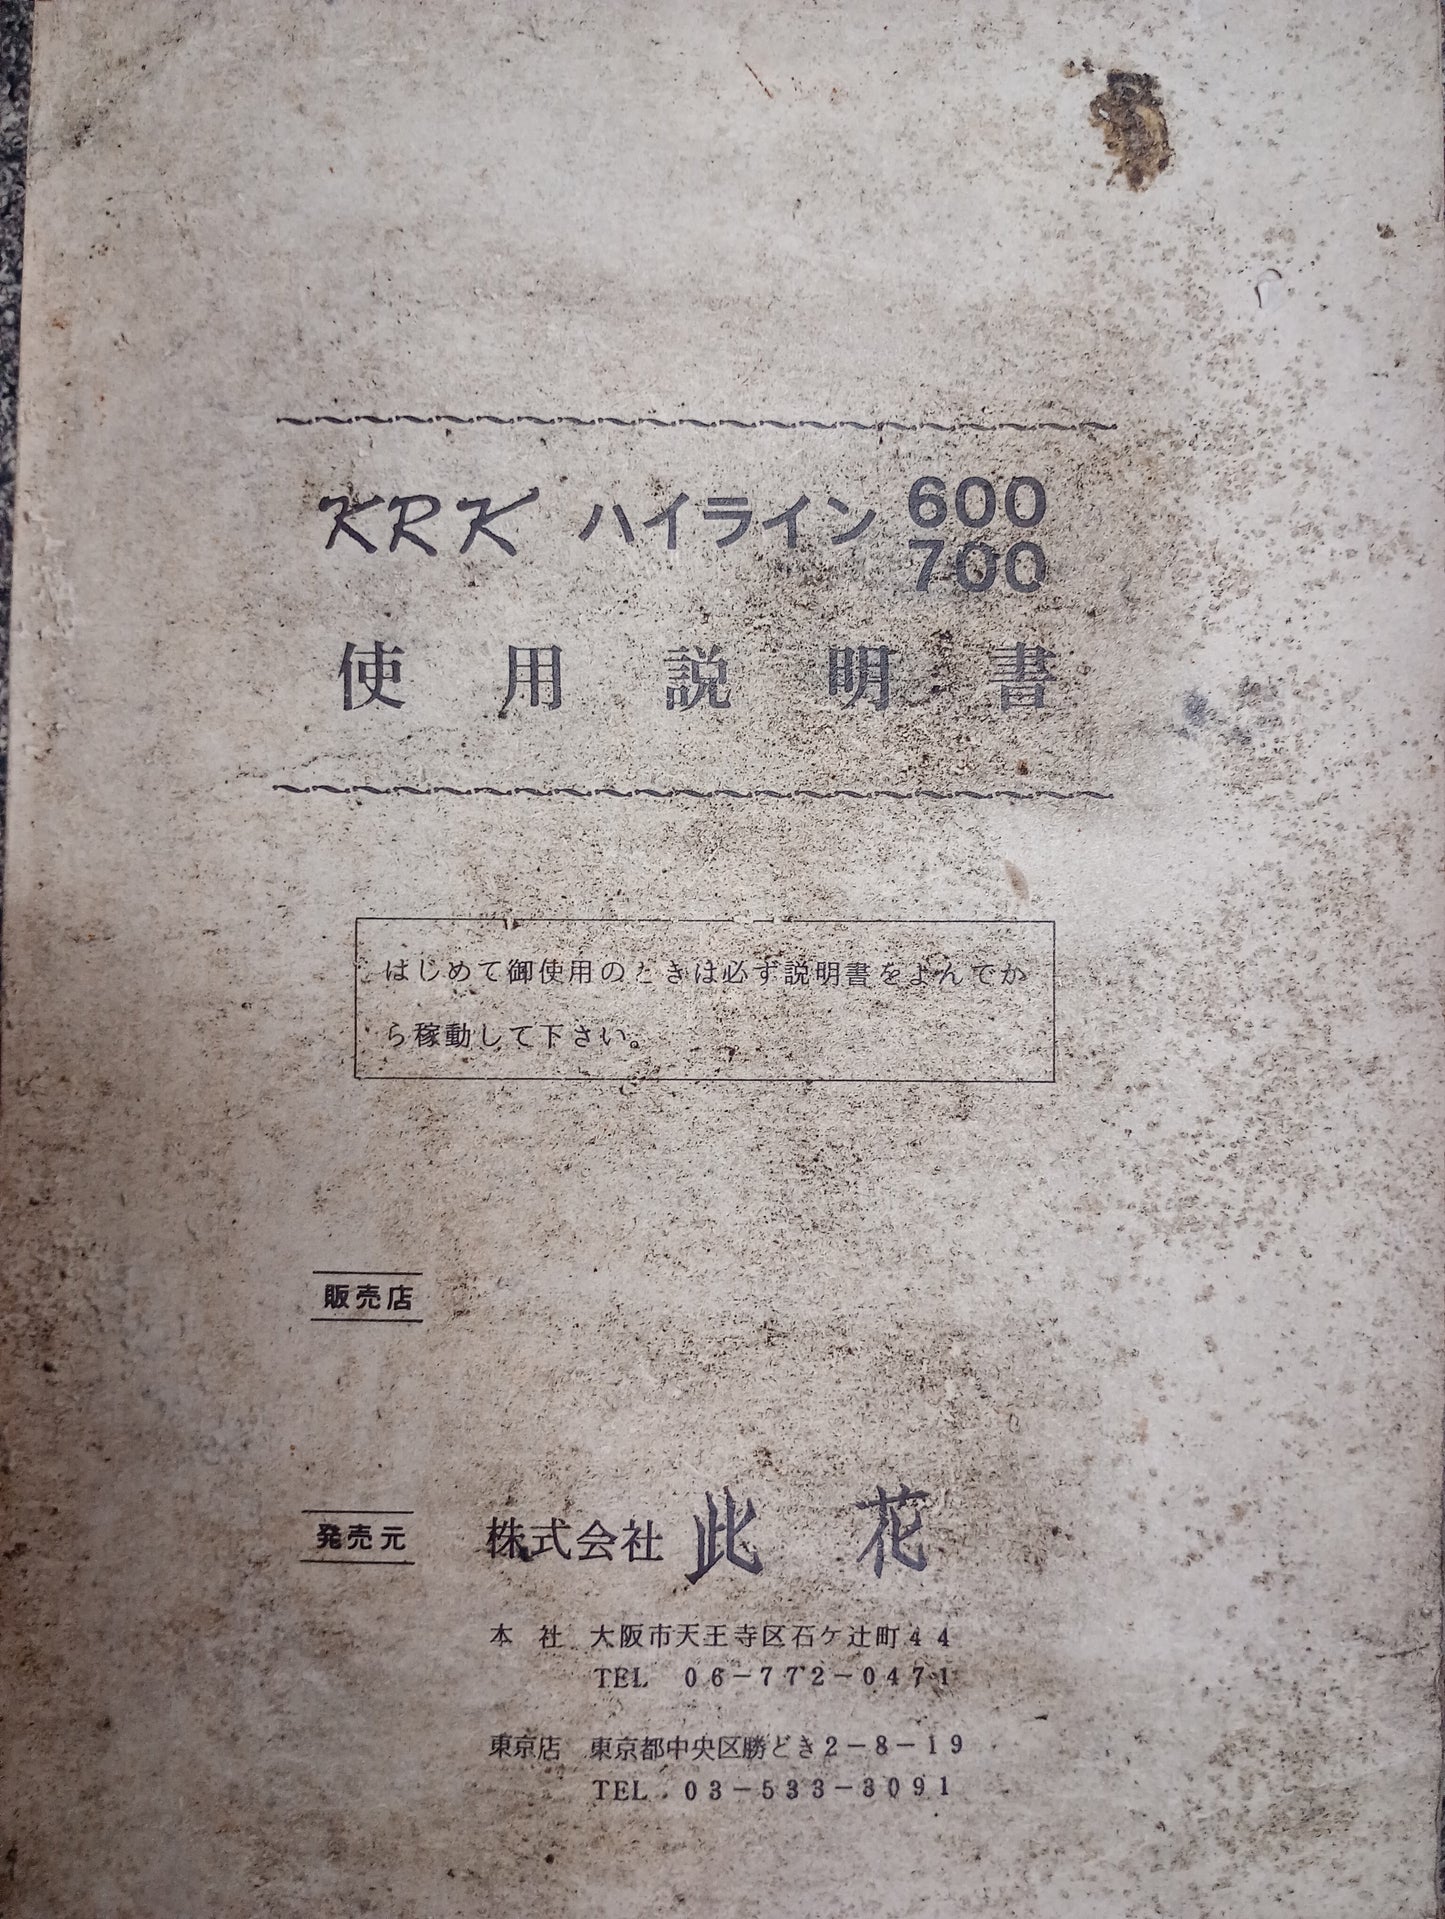 KRK ハイライン 600
700
使用説明書
はじめて御使用のときは必ず説明書をよんでか
ら稼動して下さい。
販売店
発売元 株式会社 此花
本社 大阪市天王寺区石ケ辻町44
TEL 06-772-0471
東京店 東京都中央区勝どき2-8-19
TEL 03-533-3091